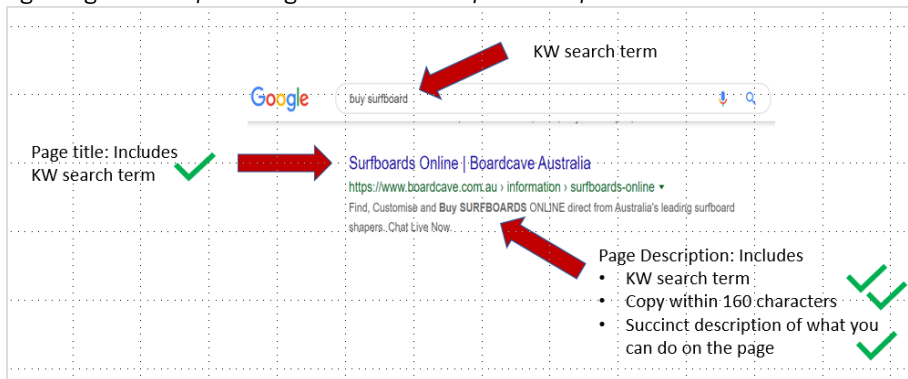 KW search term
Google
buy surfboard
Page title: Includes
KW search term
Surfboards Online | Boardcave Australia
https://www.boardcave.com.au › information › surfboards-online ▾
Find, Customise and Buy SURFBOARDS ONLINE direct from Australia's leading surfboard
shapers. Chat Live Now.
Page Description: Includes
• KW search term
• Copy within 160 characters
• Succinct description of what you
can do on the page